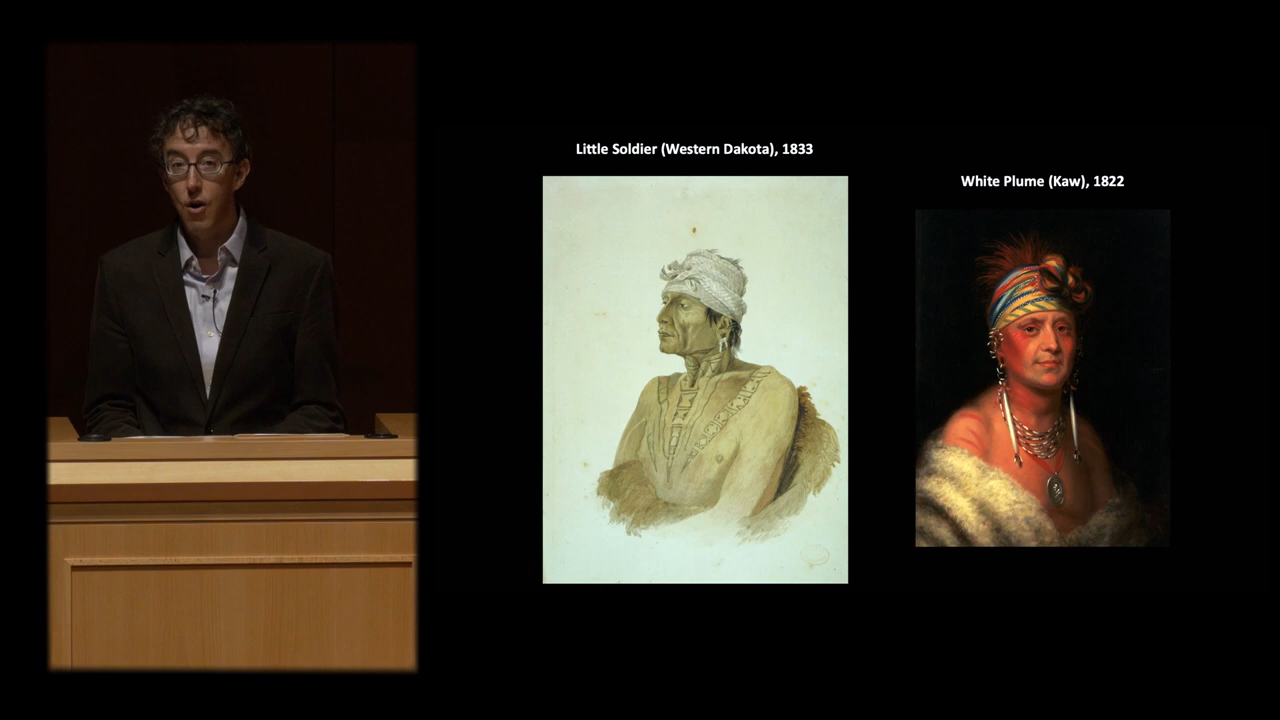 Little Soldier (Western Dakota), 1833
White Plume (Kaw), 1822